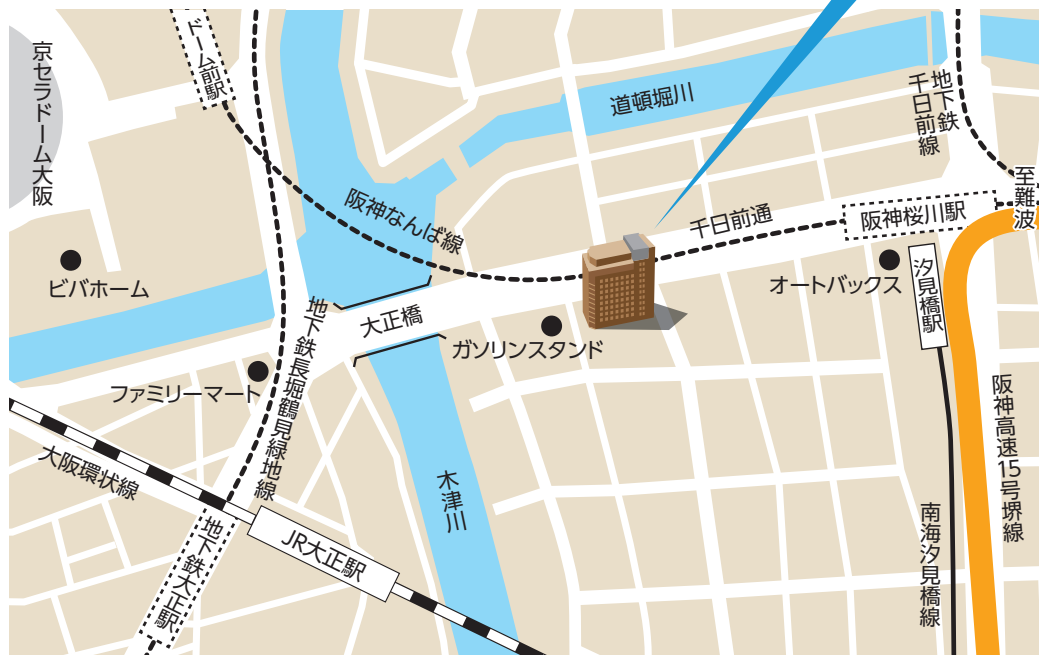 京セラドーム大阪
ドーム前駅
道頓堀川
地下鉄
千日前線
至難波
阪神なんば線
千日前通
阪神桜川駅
ビバホーム
オートバックス
汐見橋駅
大正橋
ガソリンスタンド
ファミリーマート
地下鉄長堀鶴見緑地線
阪神高速15号堺線
大阪環状線
木津川
南海汐見橋線
JR大正駅
地下鉄大正駅